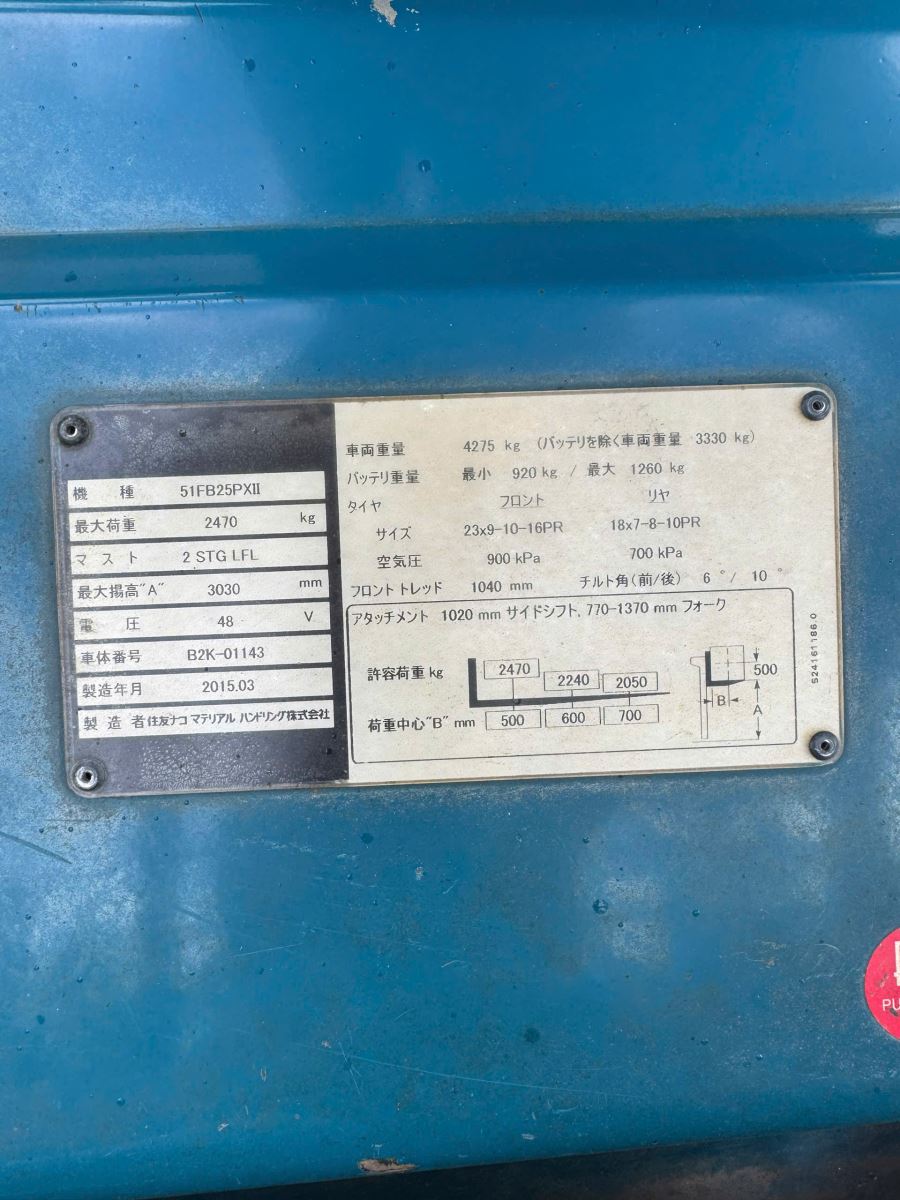 機 種 51FB25PXII
最大荷重 2470 kg
マスト 2 STG LFL
最大揚高"A" 3030 mm
電 圧 48 V
車体番号 B2K-01143
製造年月 2015.03
製造者 住友ナコ マテリアル ハンドリング株式会社
車両重量 4275 kg (バッテリを除く車両重量 3330 kg)
バッテリ重量 最小 920 kg / 最大 1260 kg
タイヤ フロント リヤ
サイズ 23x9-10-16PR 18x7-8-10PR
空気圧 900 kPa 700 kPa
フロント トレッド 1040 mm チルト角(前/後) 6 °/ 10 °
アタッチメント 1020 mm サイドシフト, 770-1370 mm フォーク
許容荷重 kg 2470 2240 2050
荷重中心"B" mm 500 600 700
500
B
A
S24161186.0
PU